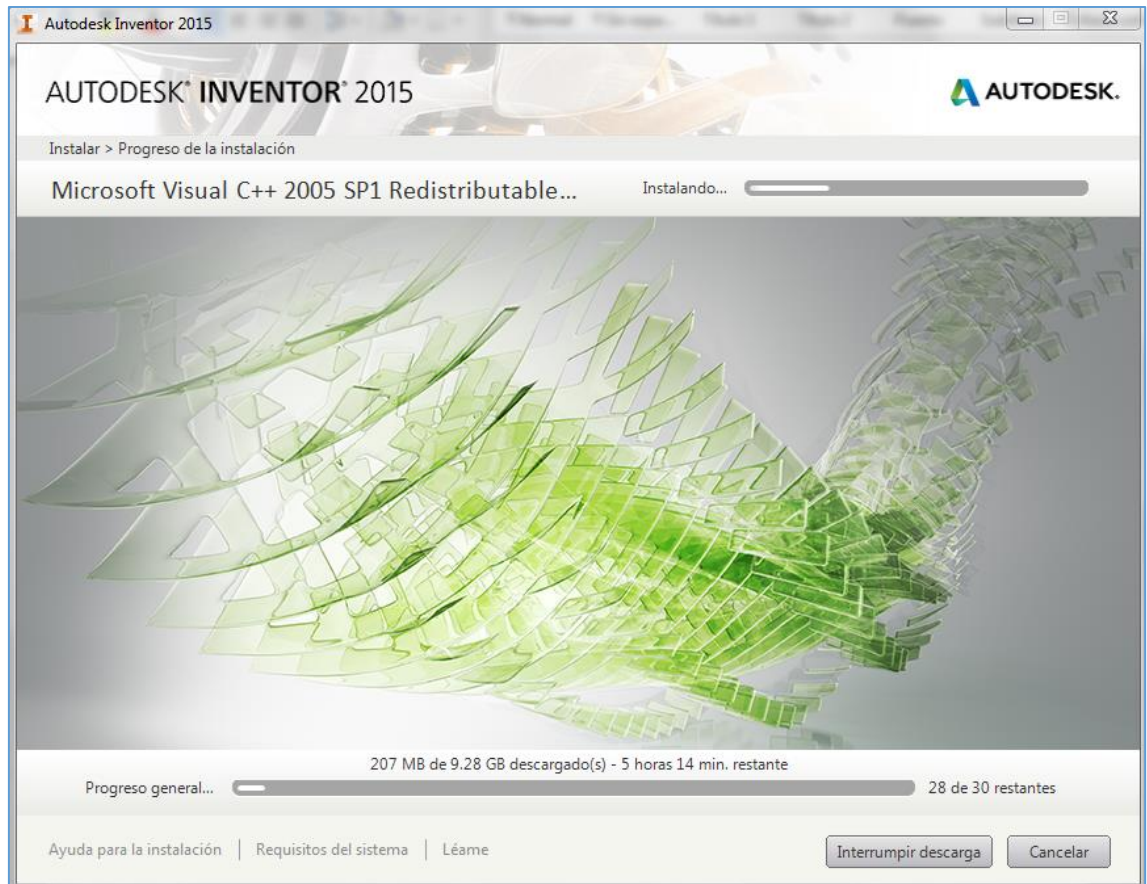 Autodesk Inventor 2015
AUTODESK® INVENTOR® 2015
AUTODESK.
Instalar > Progreso de la instalación
Microsoft Visual C++ 2005 SP1 Redistributable... Instalando...
207 MB de 9.28 GB descargado(s) - 5 horas 14 min. restante
Progreso general... 28 de 30 restantes
Ayuda para la instalación | Requisitos del sistema | Léame
Interrumpir descarga Cancelar